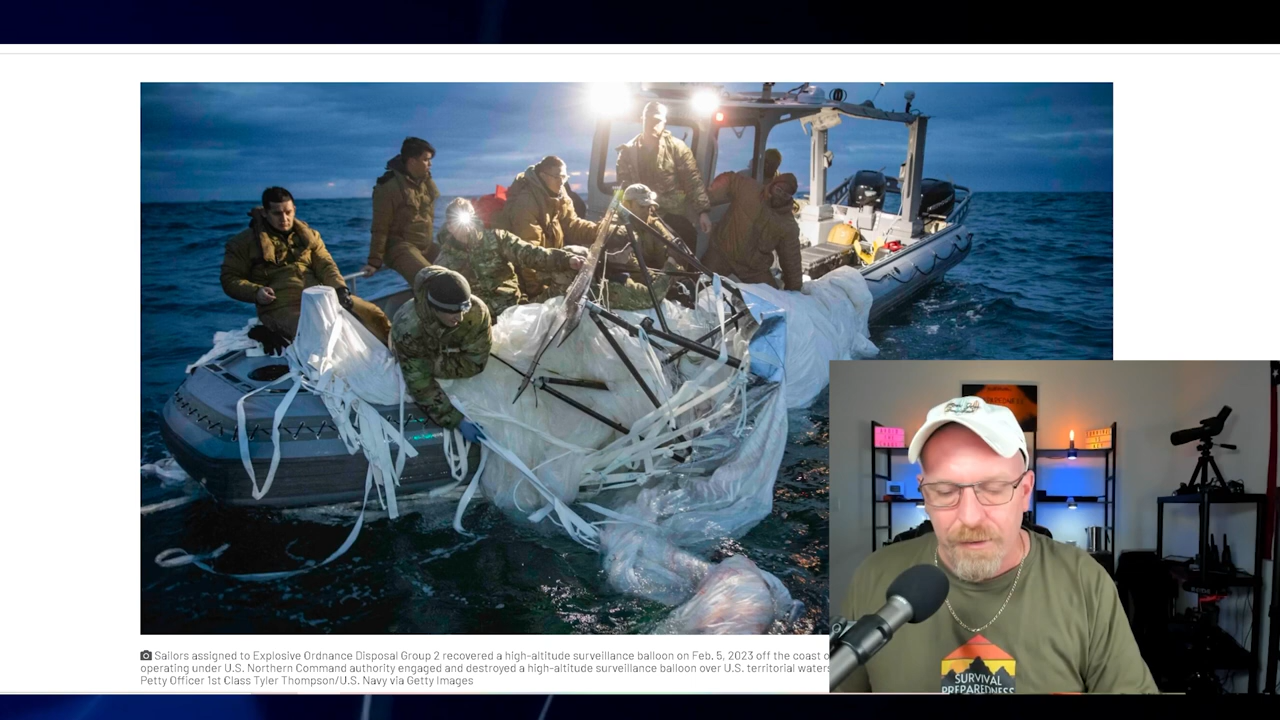 Sailors assigned to Explosive Ordnance Disposal Group 2 recovered a high-altitude surveillance balloon on Feb. 5, 2023 off the coast
operating under U.S. Northern Command authority engaged and destroyed a high-altitude surveillance balloon over U.S. territorial
Petty Officer 1st Class Tyler Thompson/U.S. Navy via Getty Images
SURVIVAL
PREPAREDNESS